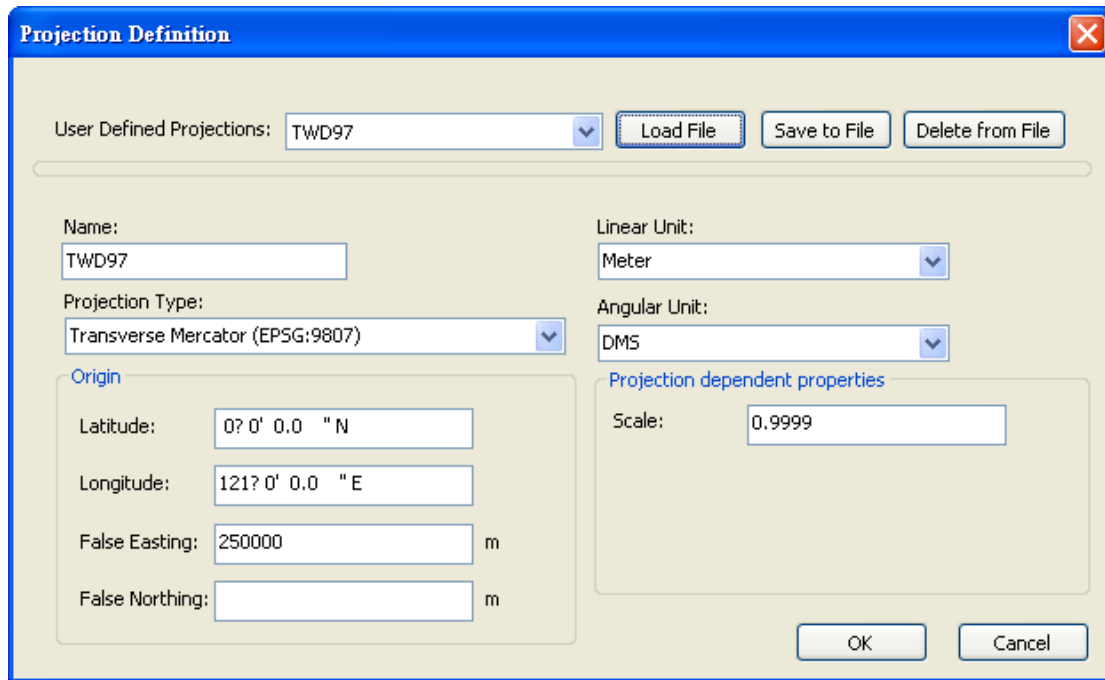 Projection Definition
User Defined Projections: TWD97 Load File Save to File Delete from File
Name:
TWD97
Projection Type:
Transverse Mercator (EPSG:9807)
Linear Unit:
Meter
Angular Unit:
DMS
Origin
Latitude: 0? 0' 0.0 " N
Longitude: 121? 0' 0.0 " E
False Easting: 250000 m
False Northing: m
Projection dependent properties
Scale: 0.9999
OK Cancel